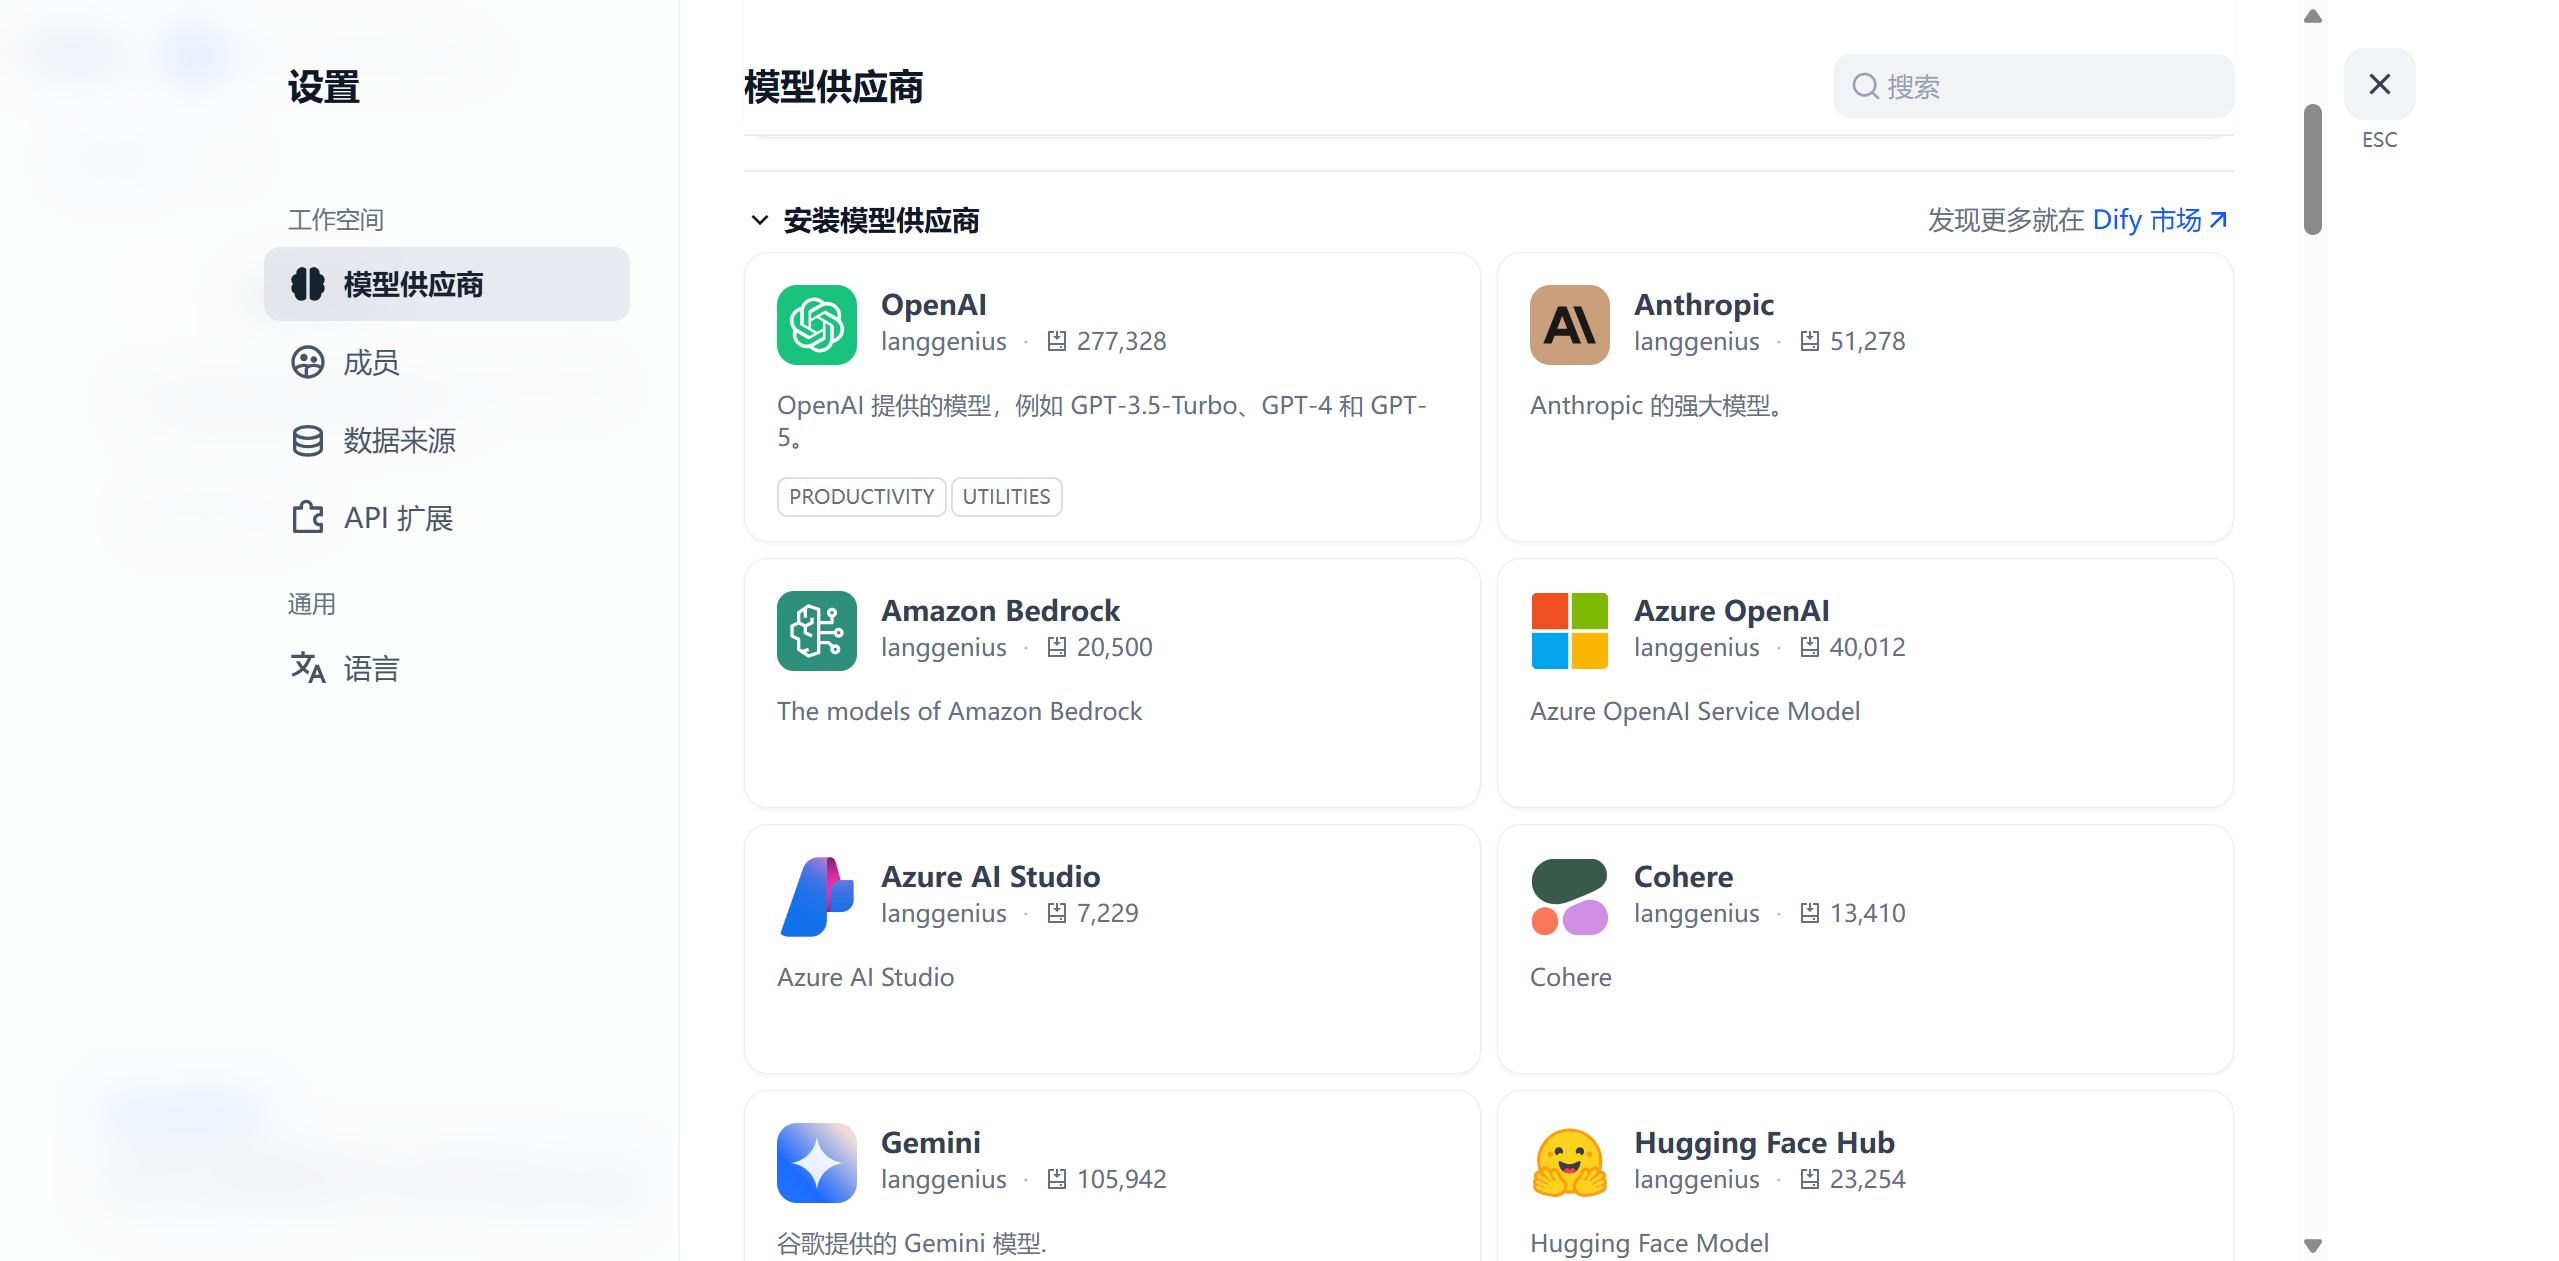 设置
工作空间
模型供应商
成员
数据来源
API 扩展
通用
语言
模型供应商
搜索
ESC
安装模型供应商
发现更多就在 Dify 市场
OpenAI
langgenius · 277,328
OpenAI 提供的模型，例如 GPT-3.5-Turbo、GPT-4 和 GPT-
5。
PRODUCTIVITY UTILITIES
Anthropic
langgenius · 51,278
Anthropic 的强大模型。
Amazon Bedrock
langgenius · 20,500
The models of Amazon Bedrock
Azure OpenAI
langgenius · 40,012
Azure OpenAI Service Model
Azure AI Studio
langgenius · 7,229
Azure AI Studio
Cohere
langgenius · 13,410
Cohere
Gemini
langgenius · 105,942
谷歌提供的 Gemini 模型.
Hugging Face Hub
langgenius · 23,254
Hugging Face Model